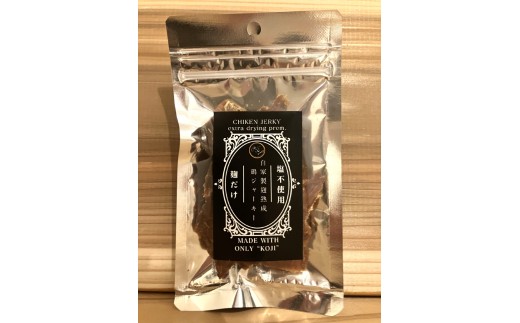 CHIKEN JERKY
extra drying prem.
塩不使用
自家製麹熟成
鶏ジャーキー
麹だけ
MADE WITH
ONLY "KOJI"